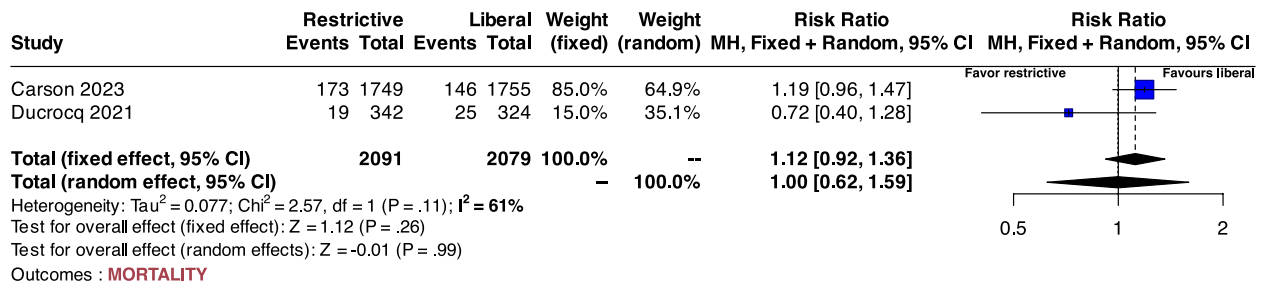 Restrictive Liberal Weight Weight Risk Ratio Risk Ratio
Study Events Total Events Total (fixed) (random) MH, Fixed + Random, 95% CI MH, Fixed + Random, 95% CI
Favor restrictive Favours liberal
Carson 2023 173 1749 146 1755 85.0% 64.9% 1.19 [0.96, 1.47]
Ducrocq 2021 19 342 25 324 15.0% 35.1% 0.72 [0.40, 1.28]
Total (fixed effect, 95% CI) 2091 2079 100.0% -- 1.12 [0.92, 1.36]
Total (random effect, 95% CI) – 100.0% 1.00 [0.62, 1.59]
Heterogeneity: Tau² = 0.077; Chi² = 2.57, df = 1 (P = .11); I² = 61%
Test for overall effect (fixed effect): Z = 1.12 (P = .26)
0.5 1 2
Test for overall effect (random effects): Z = -0.01 (P = .99)
Outcomes : MORTALITY